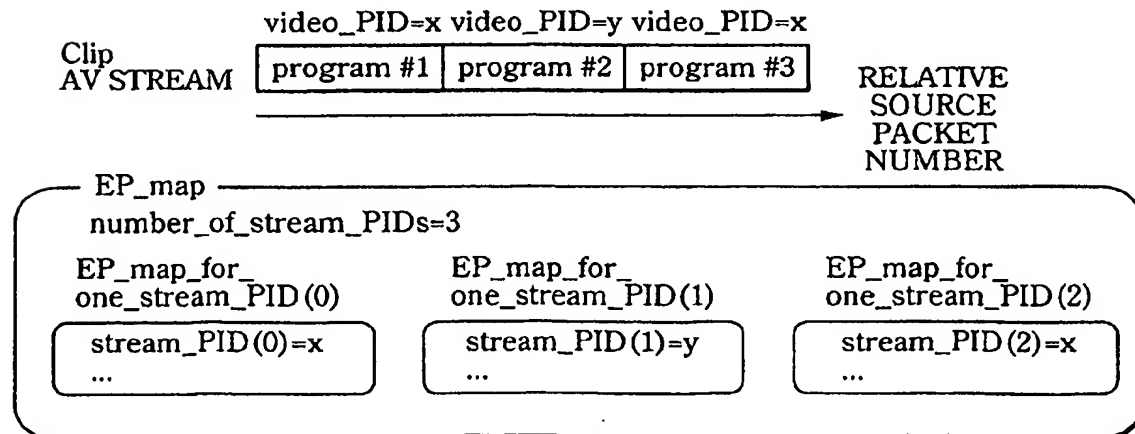 video_PID=x video_PID=y video_PID=x
Clip
AV STREAM
program #1 program #2 program #3
RELATIVE
SOURCE
PACKET
NUMBER
EP_map
number_of_stream_PIDs=3
EP_map_for_
one_stream_PID(0)
EP_map_for_
one_stream_PID(1)
EP_map_for_
one_stream_PID(2)
stream_PID(0)=x
...
stream_PID(1)=y
...
stream_PID(2)=x
...